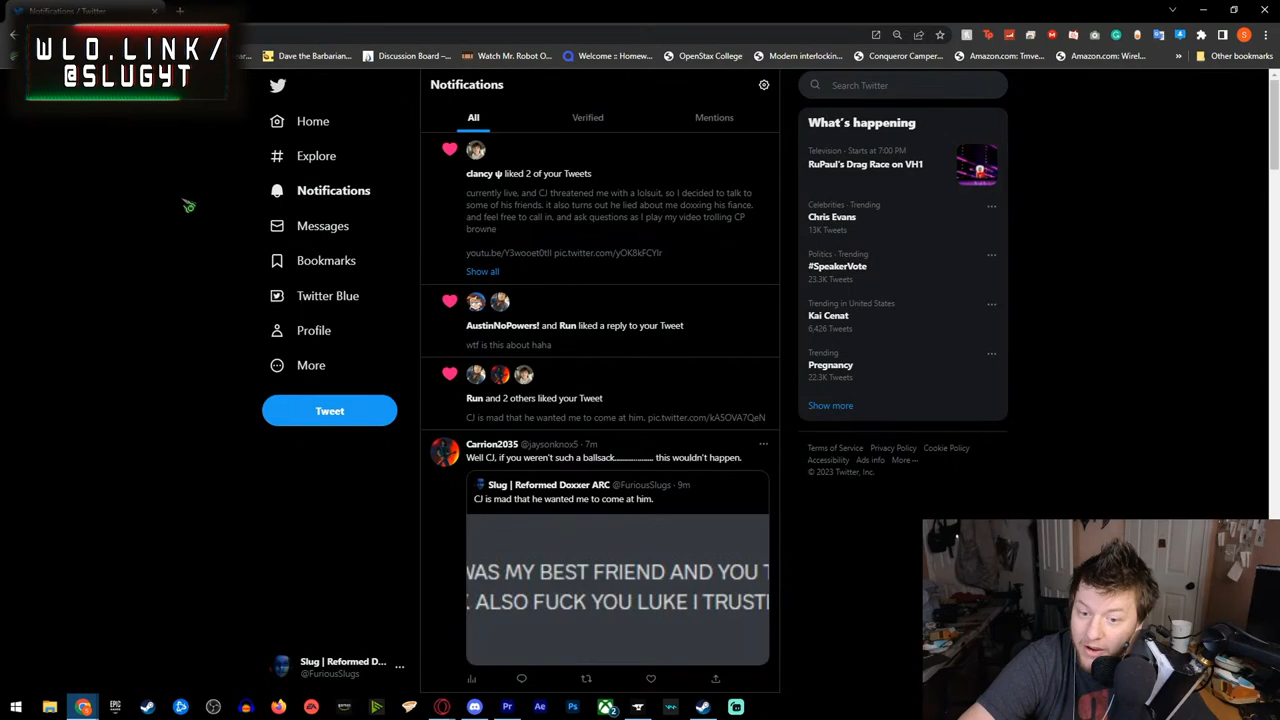 Notifications / Twitter
WLO.LINK/
@SLUGYT
Dave the Barbarian...
Discussion Board –...
Watch Mr. Robot O...
Welcome :: Homew...
OpenStax College
Modern interlockin...
Conqueror Camper...
Amazon.com: Tmve...
Amazon.com: Wirel...
Other bookmarks
Home
Explore
Notifications
Messages
Bookmarks
Twitter Blue
Profile
More
Tweet
Slug | Reformed D...
@FuriousSlugs
Notifications
All
Verified
Mentions
clancy ψ liked 2 of your Tweets
currently live, and CJ threatened me with a lolsuit, so I decided to talk to
some of his friends. it also turns out he lied about me doxxing his fiance.
and feel free to call in, and ask questions as I play my video trolling CP
browne
youtu.be/Y3wooet0tlI pic.twitter.com/yOK8kFCYIr
Show all
AustinNoPowers! and Run liked a reply to your Tweet
wtf is this about haha
Run and 2 others liked your Tweet
CJ is mad that he wanted me to come at him. pic.twitter.com/kA5OVA7QeN
Carrion2035 @jaysonknox5 · 7m
Well CJ, if you weren't such a ballsack................... this wouldn't happen.
Slug | Reformed Doxxer ARC @FuriousSlugs · 9m
CJ is mad that he wanted me to come at him.
WAS MY BEST FRIEND AND YOU T
ALSO FUCK YOU LUKE I TRUST
Search Twitter
What's happening
Television · Starts at 7:00 PM
RuPaul's Drag Race on VH1
Celebrities · Trending
Chris Evans
13K Tweets
Politics · Trending
#SpeakerVote
23.3K Tweets
Trending in United States
Kai Cenat
6,426 Tweets
Trending
Pregnancy
22.3K Tweets
Show more
Terms of Service Privacy Policy Cookie Policy
Accessibility Ads info More ···
© 2023 Twitter, Inc.